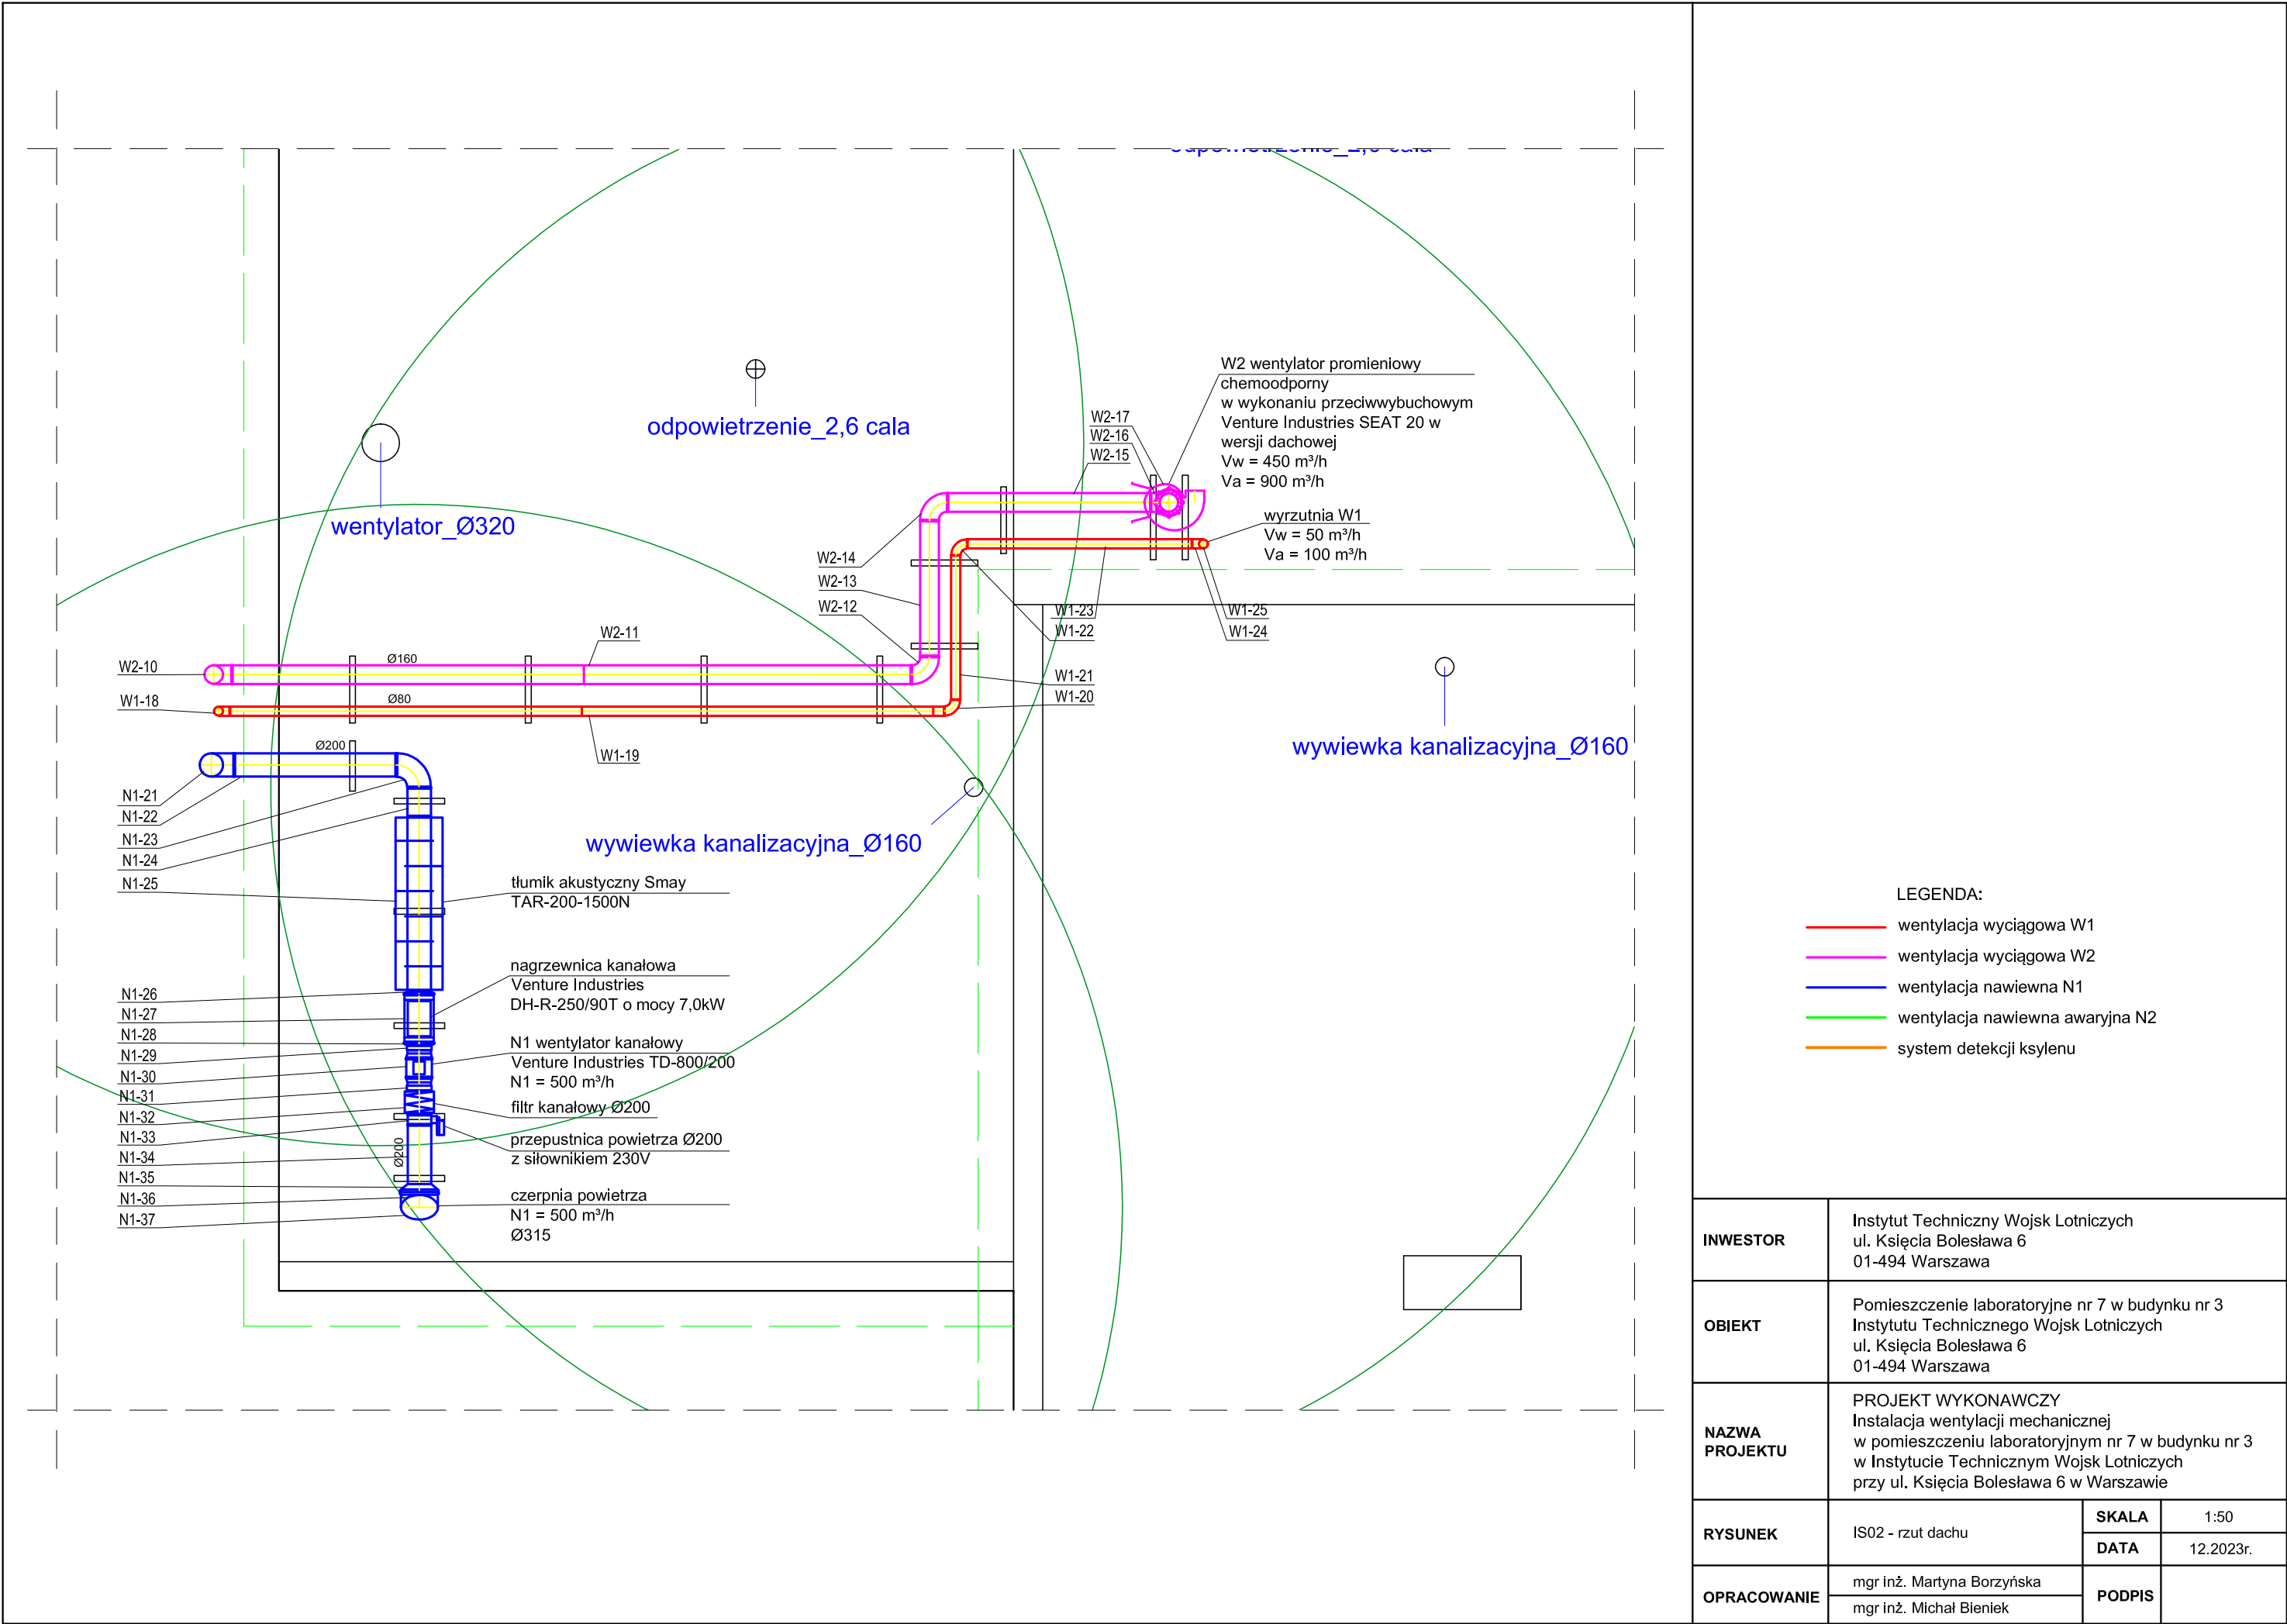 odpowietrzenie_2,6 cala
W2 wentylator promieniowy
chemoodporny
w wykonaniu przeciwwybuchowym
Venture Industries SEAT 20 w
wersji dachowej
Vw = 450 m³/h
Va = 900 m³/h
odpowietrzenie_2,6 cala
W2-17
W2-16
W2-15
wentylator_Ø320
wyrzutnia W1
Vw = 50 m³/h
Va = 100 m³/h
W2-14
W2-13
W2-12
W1-23
W1-22
W1-25
W1-24
W2-11
W2-10
Ø160
W1-21
W1-20
W1-18
Ø80
W1-19
Ø200
wywiewka kanalizacyjna_Ø160
N1-21
N1-22
N1-23
N1-24
N1-25
wywiewka kanalizacyjna_Ø160
tłumik akustyczny Smay
TAR-200-1500N
nagrzewnica kanałowa
Venture Industries
DH-R-250/90T o mocy 7,0kW
N1-26
N1-27
N1-28
N1-29
N1-30
N1-31
N1-32
N1-33
N1-34
N1-35
N1-36
N1-37
N1 wentylator kanałowy
Venture Industries TD-800/200
N1 = 500 m³/h
filtr kanałowy Ø200
przepustnica powietrza Ø200
z siłownikiem 230V
Ø200
czerpnia powietrza
N1 = 500 m³/h
Ø315
LEGENDA:
wentylacja wyciągowa W1
wentylacja wyciągowa W2
wentylacja nawiewna N1
wentylacja nawiewna awaryjna N2
system detekcji ksylenu
INWESTOR
Instytut Techniczny Wojsk Lotniczych
ul. Księcia Bolesława 6
01-494 Warszawa
OBIEKT
Pomieszczenie laboratoryjne nr 7 w budynku nr 3
Instytutu Technicznego Wojsk Lotniczych
ul. Księcia Bolesława 6
01-494 Warszawa
NAZWA
PROJEKTU
PROJEKT WYKONAWCZY
Instalacja wentylacji mechanicznej
w pomieszczeniu laboratoryjnym nr 7 w budynku nr 3
w Instytucie Technicznym Wojsk Lotniczych
przy ul. Księcia Bolesława 6 w Warszawie
RYSUNEK
IS02 - rzut dachu
SKALA
1:50
DATA
12.2023r.
OPRACOWANIE
mgr inż. Martyna Borzyńska
mgr inż. Michał Bieniek
PODPIS